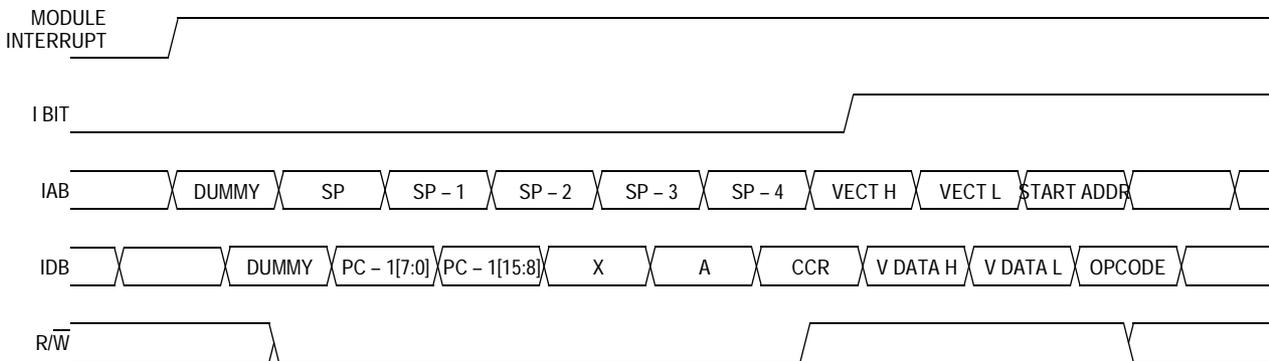 MODULE
INTERRUPT
I BIT
IAB DUMMY SP SP – 1 SP – 2 SP – 3 SP – 4 VECT H VECT L START ADDR
IDB DUMMY PC – 1[7:0] PC – 1[15:8] X A CCR V DATA H V DATA L OPCODE
R/W̅